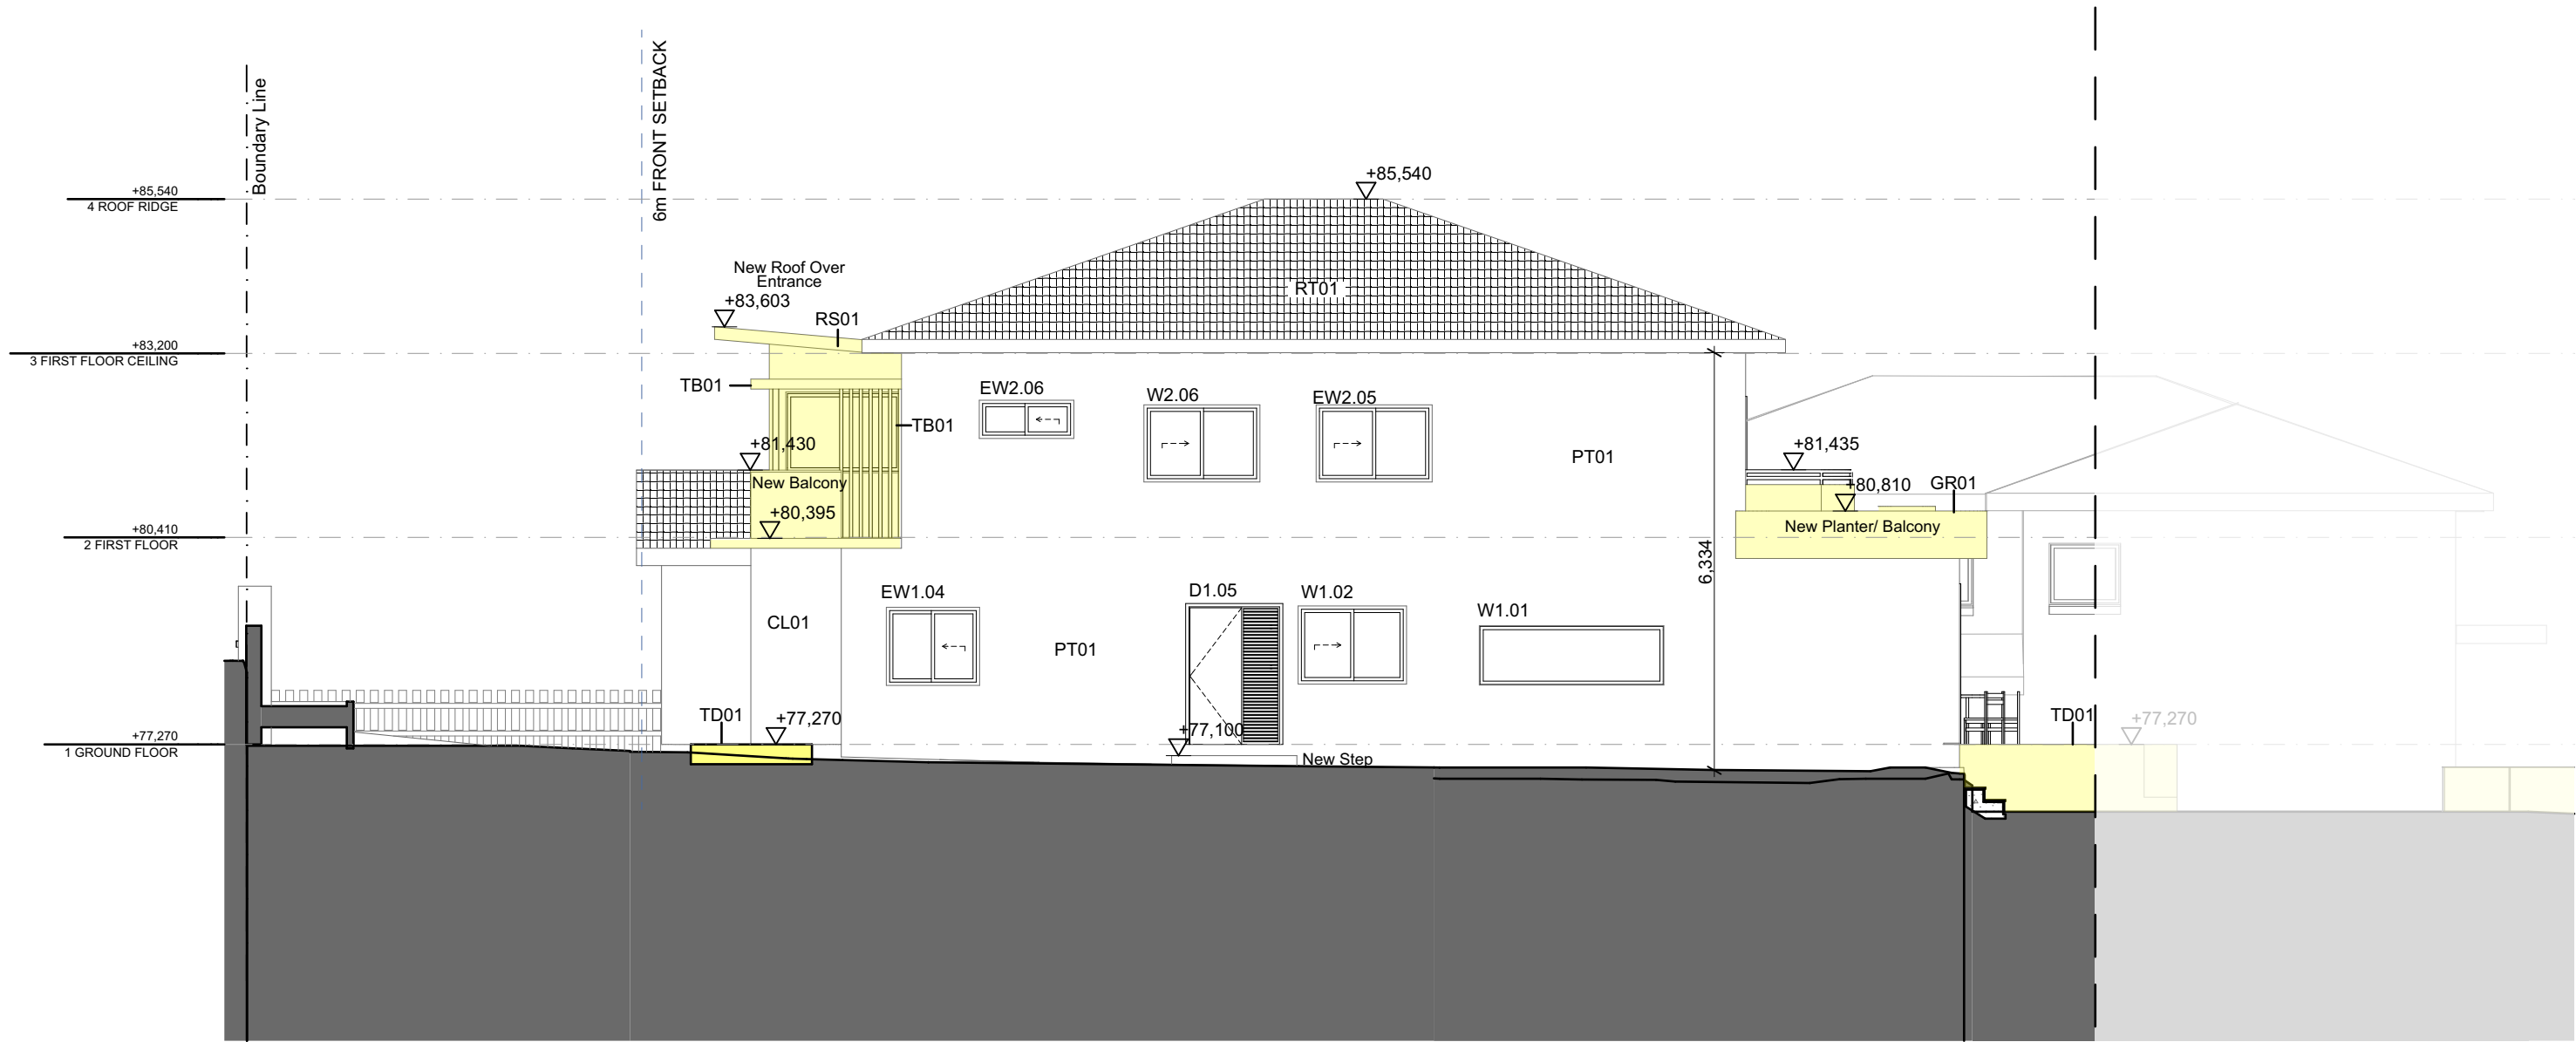 Boundary Line
6m FRONT SETBACK
+85,540
4 ROOF RIDGE
+85,540
New Roof Over
Entrance
+83,603
RS01
RT01
+83,200
3 FIRST FLOOR CEILING
TB01
EW2.06
W2.06
EW2.05
TB01
+81,430
PT01
+81,435
New Balcony
+80,810
GR01
+80,395
+80,410
2 FIRST FLOOR
New Planter/ Balcony
6,334
EW1.04
D1.05
W1.02
W1.01
CL01
PT01
TD01
+77,270
+77,100
TD01
+77,270
+77,270
1 GROUND FLOOR
New Step